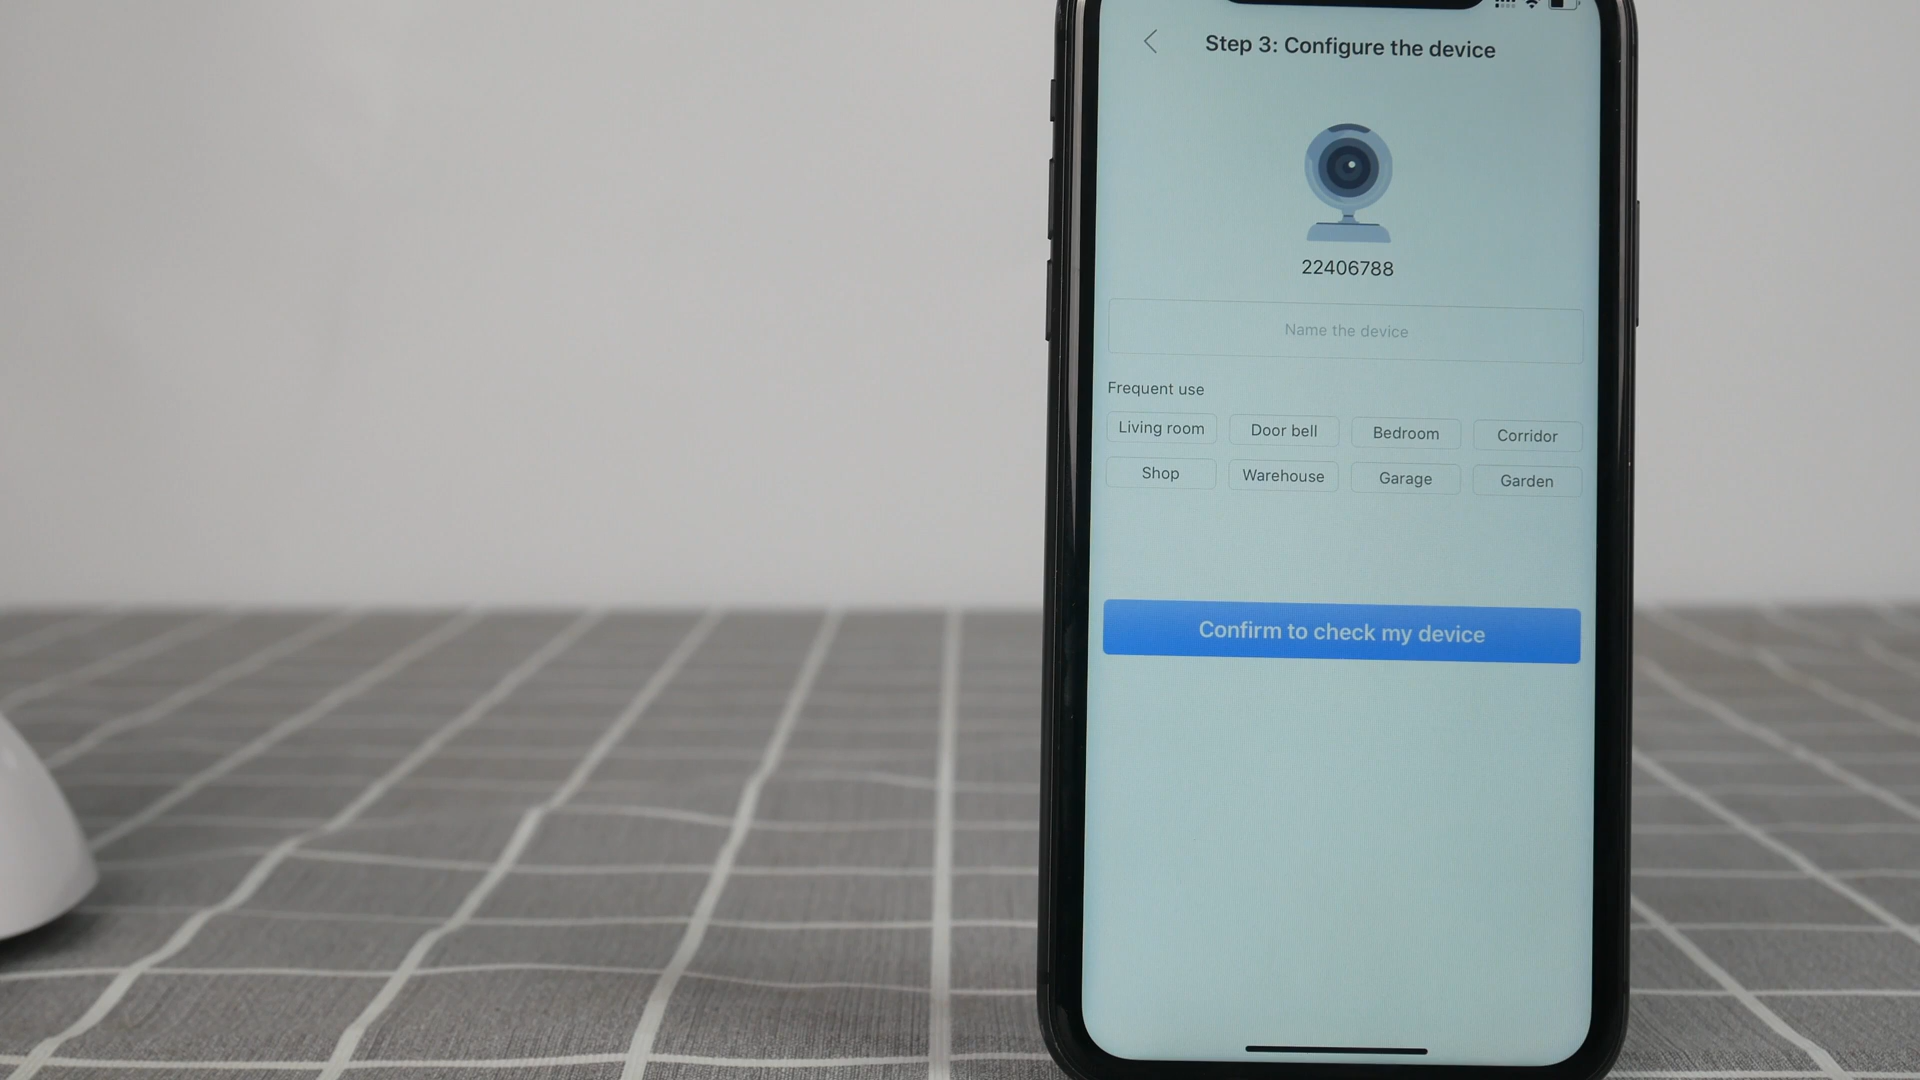 Step 3: Configure the device
22406788
Name the device
Frequent use
Living room Door bell Bedroom Corridor
Shop Warehouse Garage Garden
Confirm to check my device